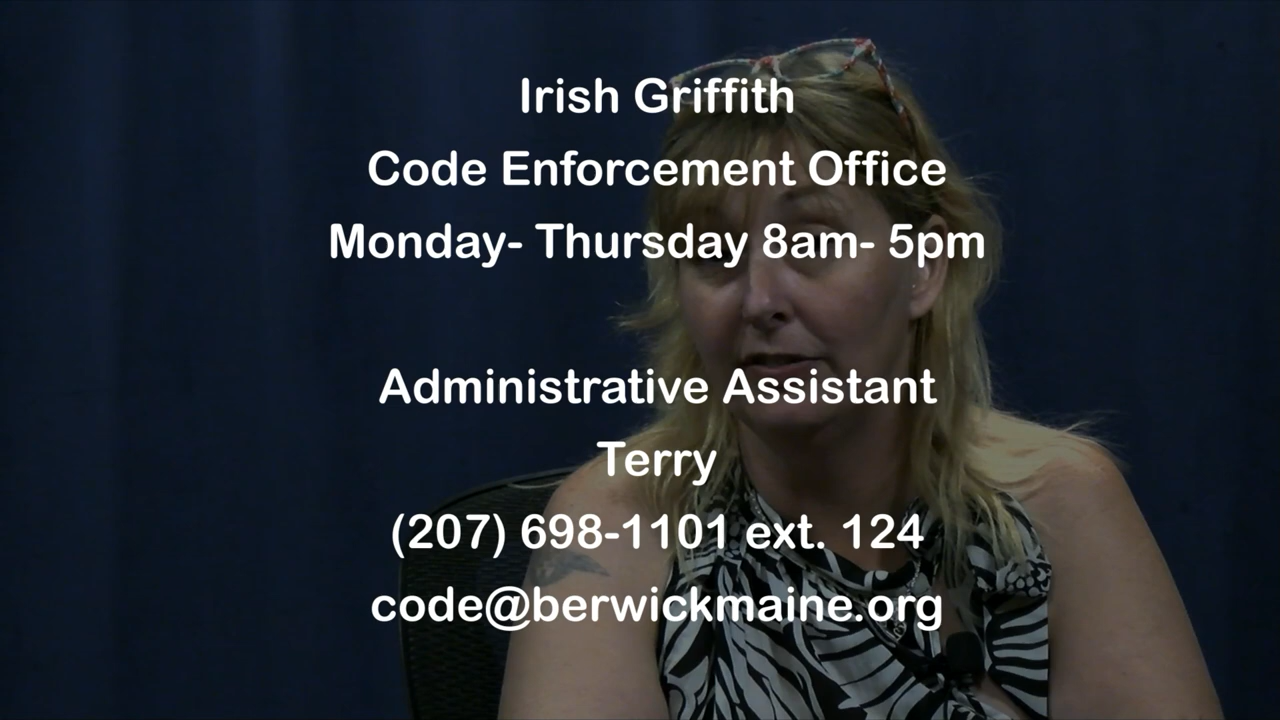 Irish Griffith
Code Enforcement Office
Monday- Thursday 8am- 5pm
Administrative Assistant
Terry
(207) 698-1101 ext. 124
code@berwickmaine.org